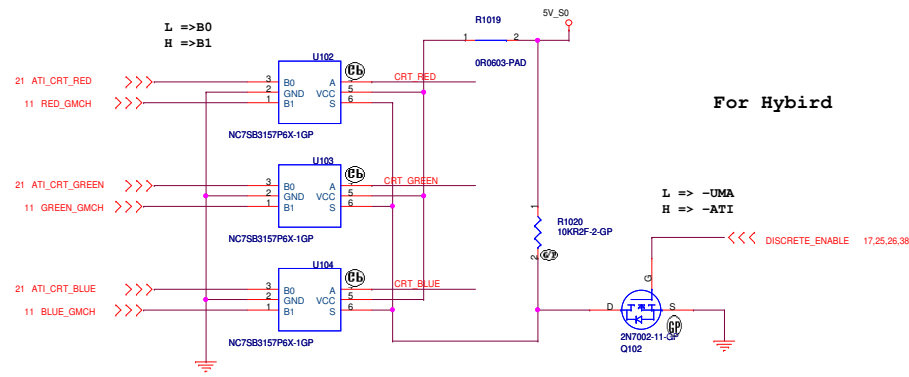 L =>B0
H =>B1
R1019
5V_S0
1
2
0R0603-PAD
For Hybird
U102
21 ATI_CRT_RED
3
B0
A
CRT_RED
2
GND
VCC
5
11 RED_GMCH
1
B1
S
6
NC7SB3157P6X-1GP
U103
21 ATI_CRT_GREEN
3
B0
A
CRT_GREEN
2
GND
VCC
5
11 GREEN_GMCH
1
B1
S
6
NC7SB3157P6X-1GP
L => -UMA
H => -ATI
1
R1020
10KR2F-2-GP
2
DISCRETE_ENABLE 17,25,26,38
U104
21 ATI_CRT_BLUE
3
B0
A
CRT_BLUE
2
GND
VCC
5
11 BLUE_GMCH
1
B1
S
6
NC7SB3157P6X-1GP
G
D
S
GP
2N7002-11-GP
Q102